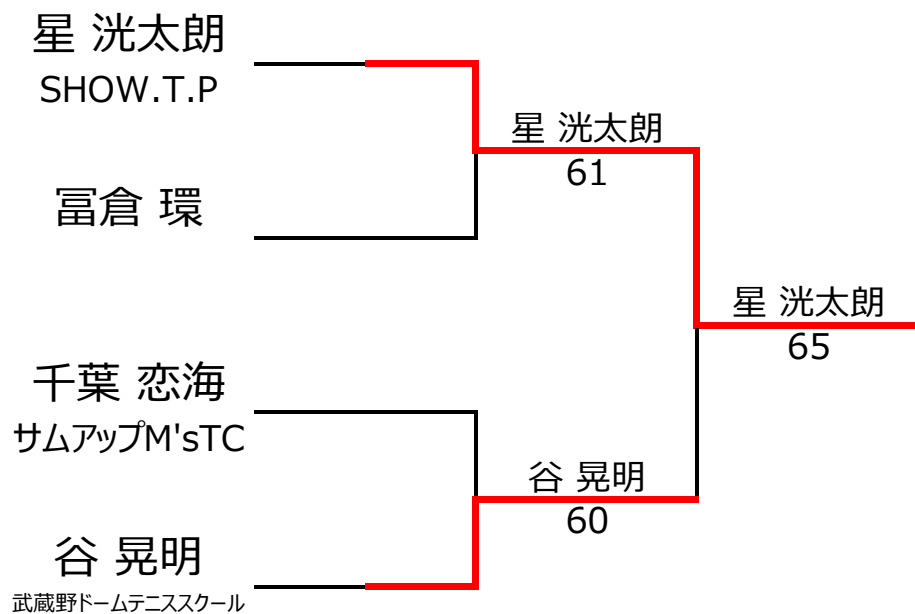 星 洸太朗
SHOW.T.P
冨倉 環
千葉 恋海
サムアップM'sTC
谷 晃明
武蔵野ドームテニススクール
星 洸太朗
61
谷 晃明
60
星 洸太朗
65